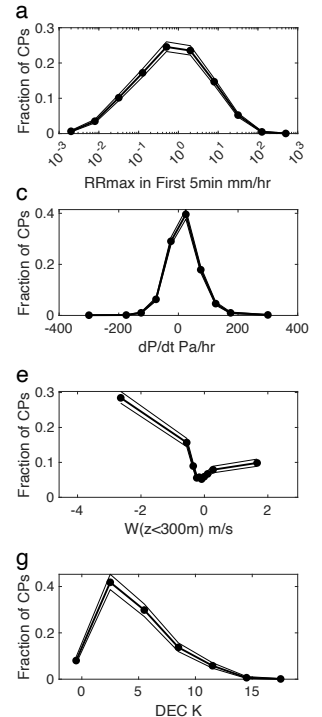 a
Fraction of CPs
0.3
0.2
0.1
0
10-3
10-2
10-1
100
101
102
103
RRmax in First 5min mm/hr
c
Fraction of CPs
0.4
0.2
0
-400
-200
0
200
400
dP/dt Pa/hr
e
Fraction of CPs
0.3
0.2
0.1
0
-4
-2
0
2
W(z<300m) m/s
g
Fraction of CPs
0.4
0.2
0
0
5
10
15
DEC K